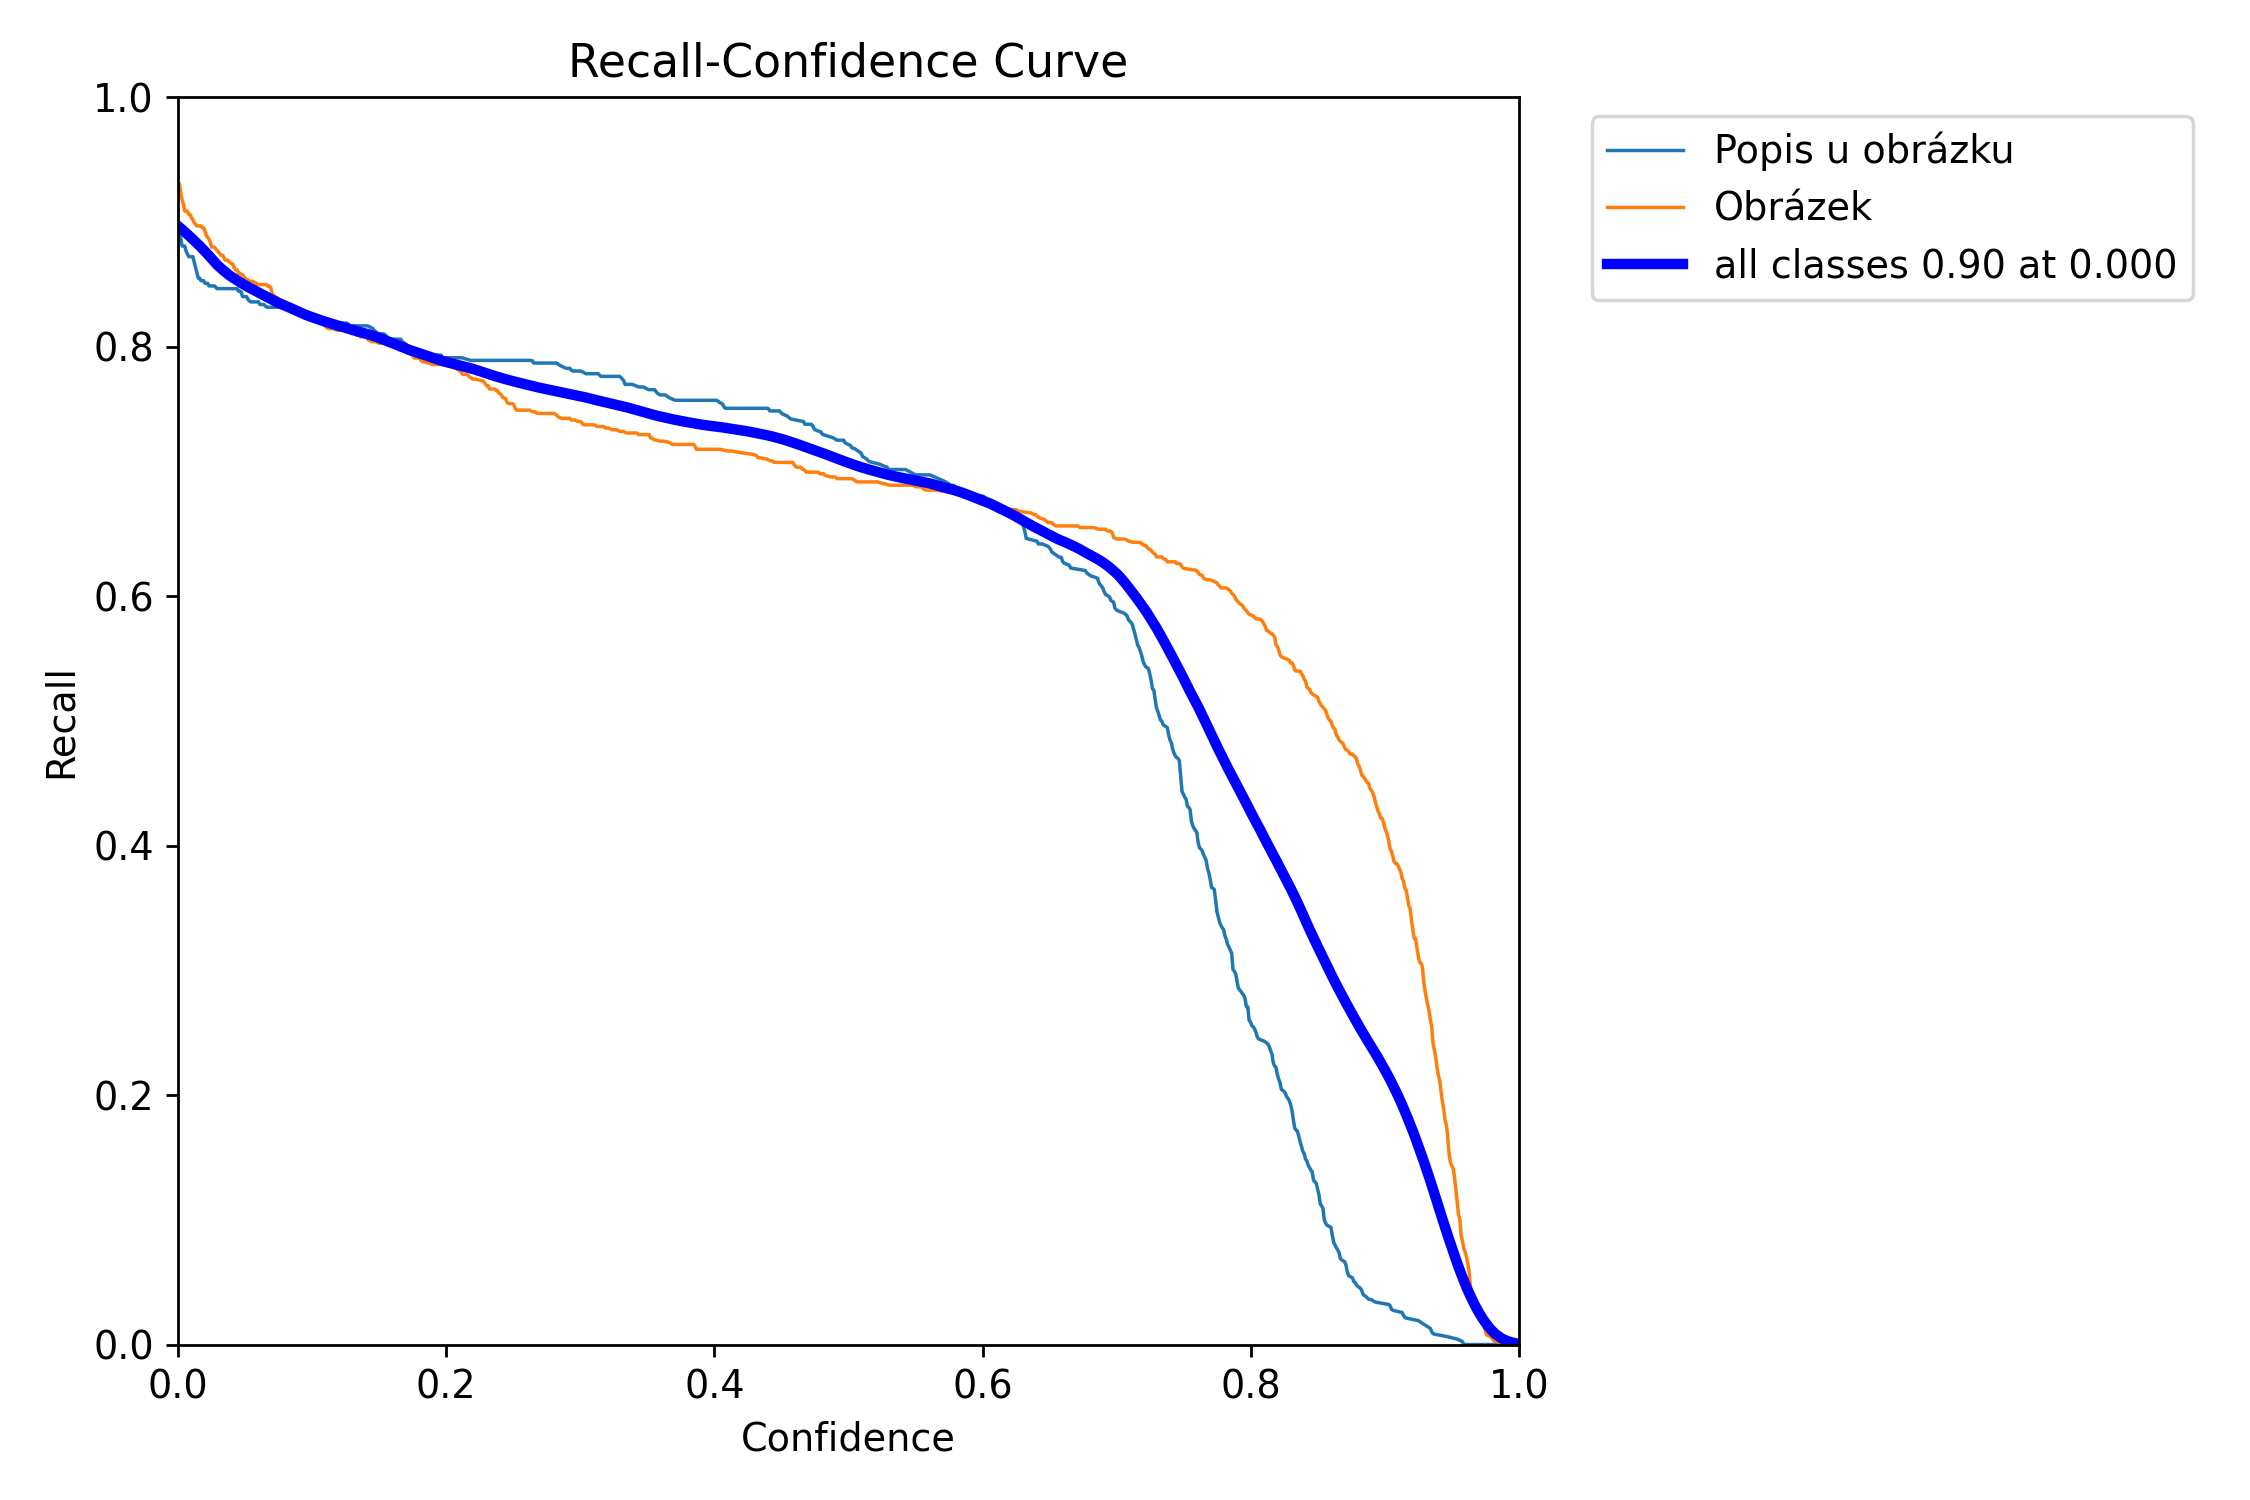 Recall-Confidence Curve
Popis u obrázku
Obrázek
all classes 0.90 at 0.000
1.0
0.8
0.6
0.4
0.2
0.0
Recall
0.0 0.2 0.4 0.6 0.8 1.0
Confidence